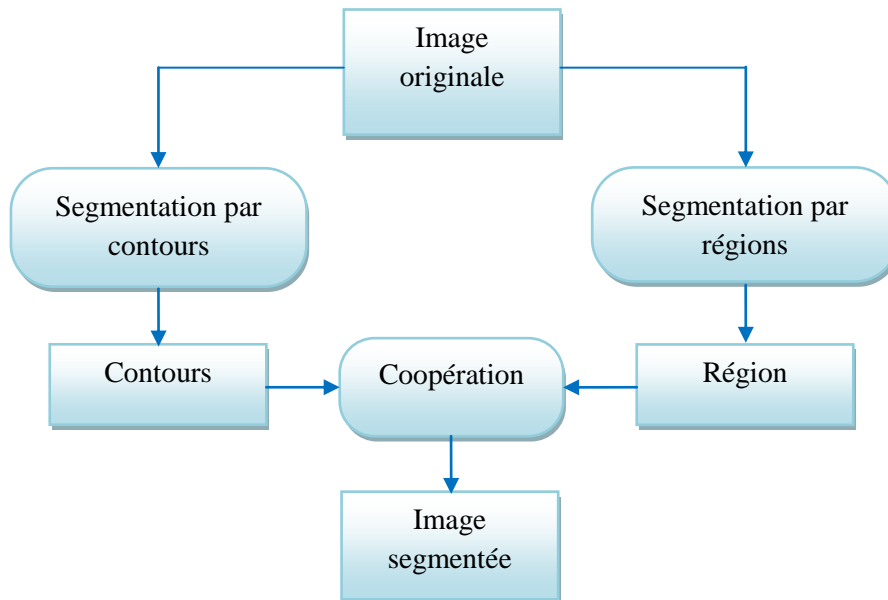 Image
originale
Segmentation par
contours
Segmentation par
régions
Contours
Coopération
Région
Image
segmentée